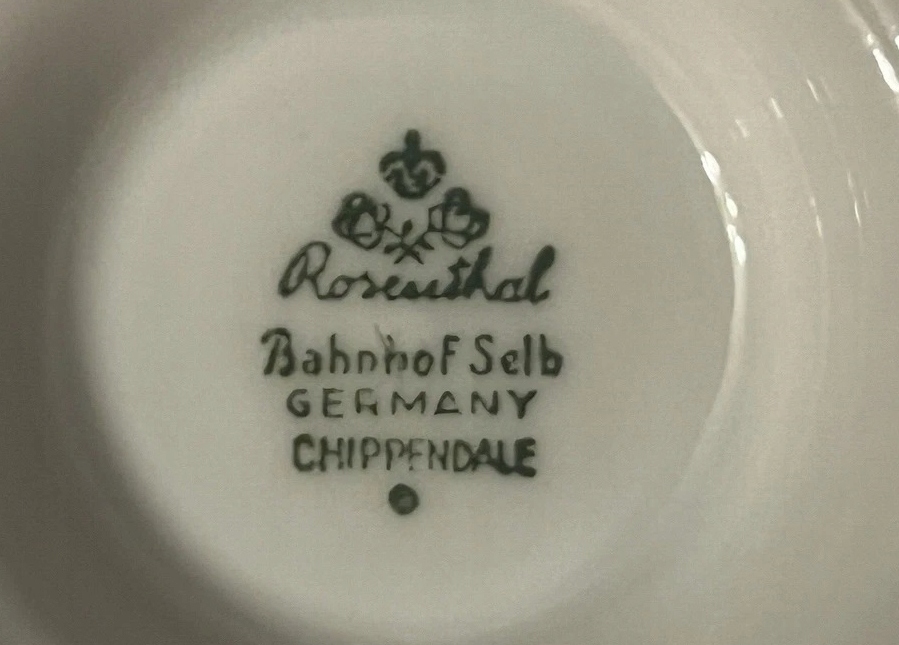 Rosenthal
Bahnhof Selb
GERMANY
CHIPPENDALE